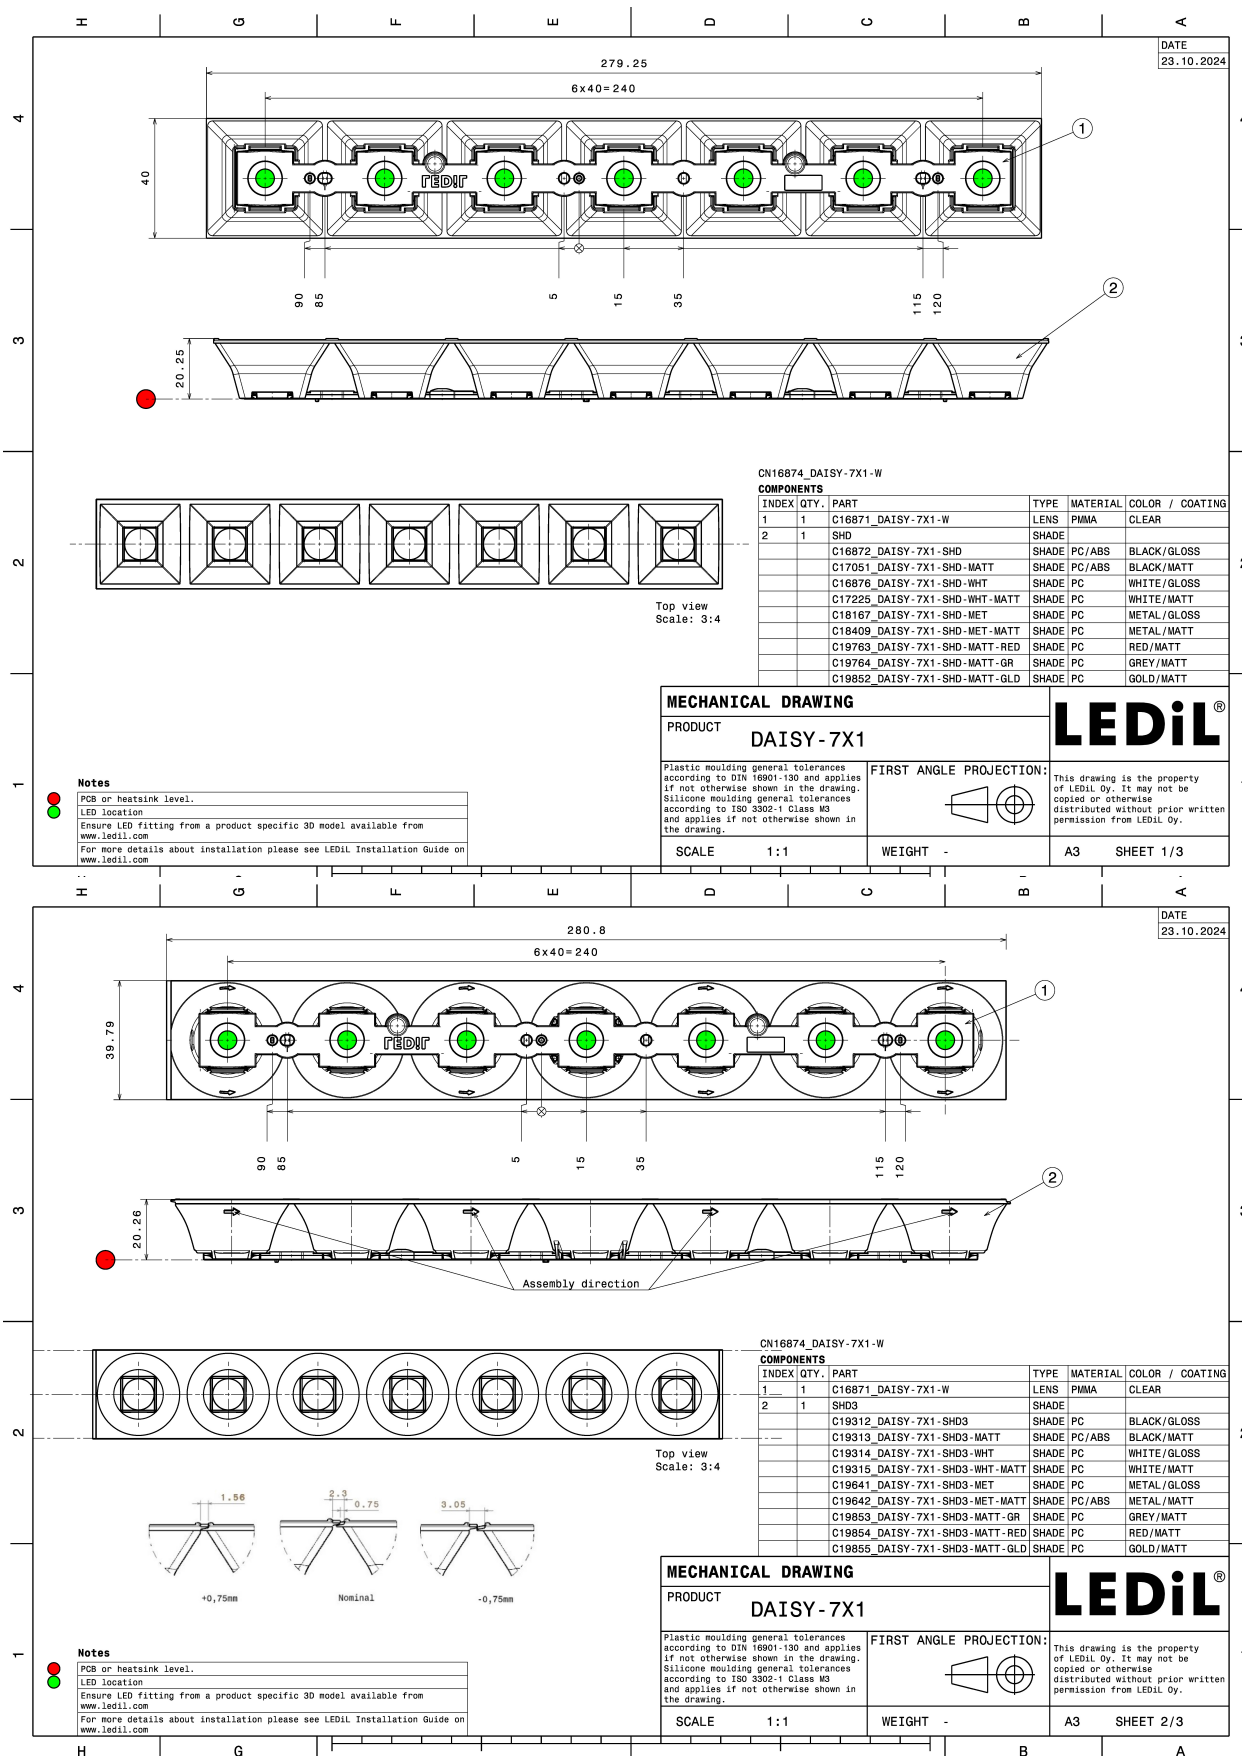 H G F E D C B A
DATE
23.10.2024
279.25
6x40=240
4
40
1
LEDiL
90 85 5 15 35 115 120
2
3
20.25
CN16874_DAISY-7X1-W
COMPONENTS
INDEX QTY. PART TYPE MATERIAL COLOR / COATING
1 1 C16871_DAISY-7X1-W LENS PMMA CLEAR
2 1 SHD SHADE
C16872_DAISY-7X1-SHD SHADE PC/ABS BLACK/GLOSS
C17051_DAISY-7X1-SHD-MATT SHADE PC/ABS BLACK/MATT
2
C16876_DAISY-7X1-SHD-WHT SHADE PC WHITE/GLOSS
C17225_DAISY-7X1-SHD-WHT-MATT SHADE PC WHITE/MATT
C18167_DAISY-7X1-SHD-MET SHADE PC METAL/GLOSS
C18409_DAISY-7X1-SHD-MET-MATT SHADE PC METAL/MATT
C19763_DAISY-7X1-SHD-MATT-RED SHADE PC RED/MATT
C19764_DAISY-7X1-SHD-MATT-GR SHADE PC GREY/MATT
C19852_DAISY-7X1-SHD-MATT-GLD SHADE PC GOLD/MATT
Top view
Scale: 3:4
MECHANICAL DRAWING
PRODUCT
DAISY-7X1
LEDiL®
Plastic moulding general tolerances
according to DIN 16901-130 and applies
if not otherwise shown in the drawing.
Silicone moulding general tolerances
according to ISO 3302-1 Class M3
and applies if not otherwise shown in
the drawing.
FIRST ANGLE PROJECTION:
This drawing is the property
of LEDiL Oy. It may not be
copied or otherwise
distributed without prior written
permission from LEDiL Oy.
SCALE 1:1 WEIGHT - A3 SHEET 1/3
1
Notes
PCB or heatsink level.
LED location
Ensure LED fitting from a product specific 3D model available from
www.ledil.com
For more details about installation please see LEDiL Installation Guide on
www.ledil.com
H G F E D C B A
DATE
23.10.2024
280.8
6x40=240
4
39.79
1
LEDiL
90 85 5 15 35 115 120
2
3
20.26
Assembly direction
CN16874_DAISY-7X1-W
COMPONENTS
INDEX QTY. PART TYPE MATERIAL COLOR / COATING
1 1 C16871_DAISY-7X1-W LENS PMMA CLEAR
2 1 SHD3 SHADE
C19312_DAISY-7X1-SHD3 SHADE PC BLACK/GLOSS
C19313_DAISY-7X1-SHD3-MATT SHADE PC/ABS BLACK/MATT
2
C19314_DAISY-7X1-SHD3-WHT SHADE PC WHITE/GLOSS
C19315_DAISY-7X1-SHD3-WHT-MATT SHADE PC WHITE/MATT
C19641_DAISY-7X1-SHD3-MET SHADE PC METAL/GLOSS
C19642_DAISY-7X1-SHD3-MET-MATT SHADE PC/ABS METAL/MATT
C19853_DAISY-7X1-SHD3-MATT-GR SHADE PC GREY/MATT
C19854_DAISY-7X1-SHD3-MATT-RED SHADE PC RED/MATT
C19855_DAISY-7X1-SHD3-MATT-GLD SHADE PC GOLD/MATT
Top view
Scale: 3:4
1.56 2.3 0.75 3.05
+0,75mm Nominal -0,75mm
MECHANICAL DRAWING
PRODUCT
DAISY-7X1
LEDiL®
Plastic moulding general tolerances
according to DIN 16901-130 and applies
if not otherwise shown in the drawing.
Silicone moulding general tolerances
according to ISO 3302-1 Class M3
and applies if not otherwise shown in
the drawing.
FIRST ANGLE PROJECTION:
This drawing is the property
of LEDiL Oy. It may not be
copied or otherwise
distributed without prior written
permission from LEDiL Oy.
SCALE 1:1 WEIGHT - A3 SHEET 2/3
1
Notes
PCB or heatsink level.
LED location
Ensure LED fitting from a product specific 3D model available from
www.ledil.com
For more details about installation please see LEDiL Installation Guide on
www.ledil.com
H G B A